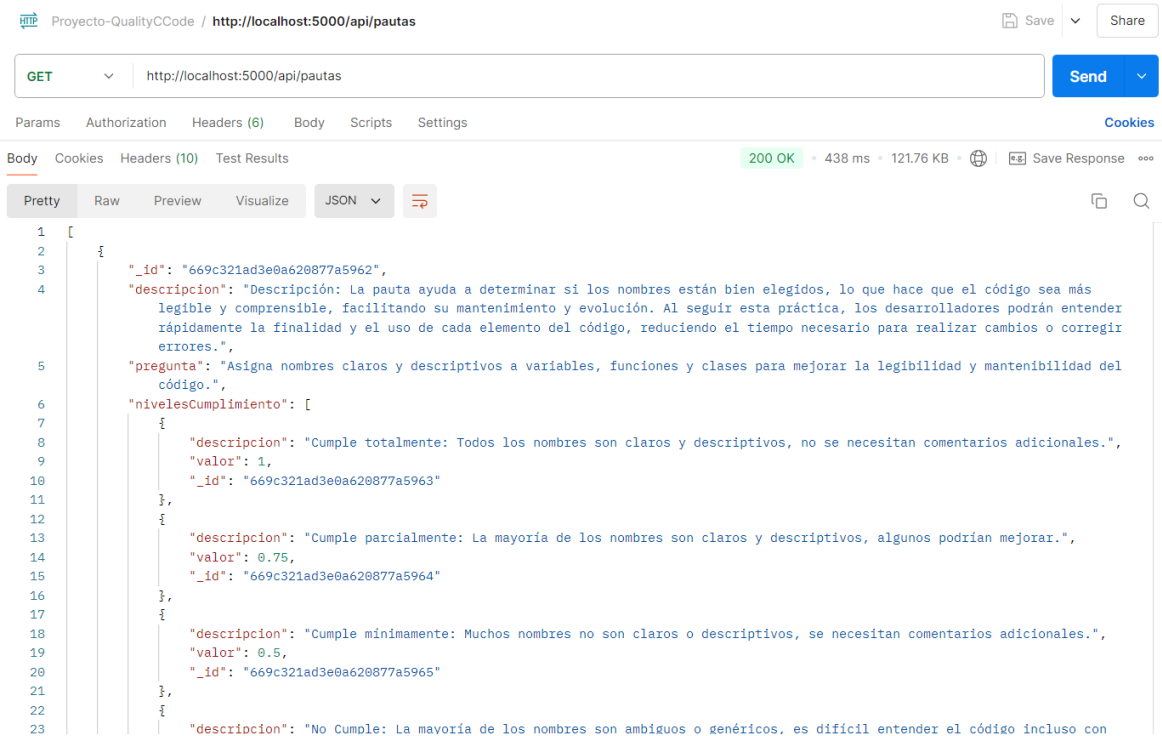 HTTP Proyecto-QualityCCode / http://localhost:5000/api/pautas Save Share
GET http://localhost:5000/api/pautas Send
Params Authorization Headers (6) Body Scripts Settings Cookies
Body Cookies Headers (10) Test Results 200 OK 438 ms 121.76 KB e.g. Save Response
Pretty Raw Preview Visualize JSON
1 [
2 {
3 "_id": "669c321ad3e0a620877a5962",
4 "descripcion": "Descripción: La pauta ayuda a determinar si los nombres están bien elegidos, lo que hace que el código sea más
legible y comprensible, facilitando su mantenimiento y evolución. Al seguir esta práctica, los desarrolladores podrán entender
rápidamente la finalidad y el uso de cada elemento del código, reduciendo el tiempo necesario para realizar cambios o corregir
errores.",
5 "pregunta": "Asigna nombres claros y descriptivos a variables, funciones y clases para mejorar la legibilidad y mantenibilidad del
código.",
6 "nivelesCumplimiento": [
7 {
8 "descripcion": "Cumple totalmente: Todos los nombres son claros y descriptivos, no se necesitan comentarios adicionales.",
9 "valor": 1,
10 "_id": "669c321ad3e0a620877a5963"
11 },
12 {
13 "descripcion": "Cumple parcialmente: La mayoría de los nombres son claros y descriptivos, algunos podrían mejorar.",
14 "valor": 0.75,
15 "_id": "669c321ad3e0a620877a5964"
16 },
17 {
18 "descripcion": "Cumple mínimamente: Muchos nombres no son claros o descriptivos, se necesitan comentarios adicionales.",
19 "valor": 0.5,
20 "_id": "669c321ad3e0a620877a5965"
21 },
22 {
23 "descripcion": "No Cumple: La mayoría de los nombres son ambiguos o genéricos, es difícil entender el código incluso con